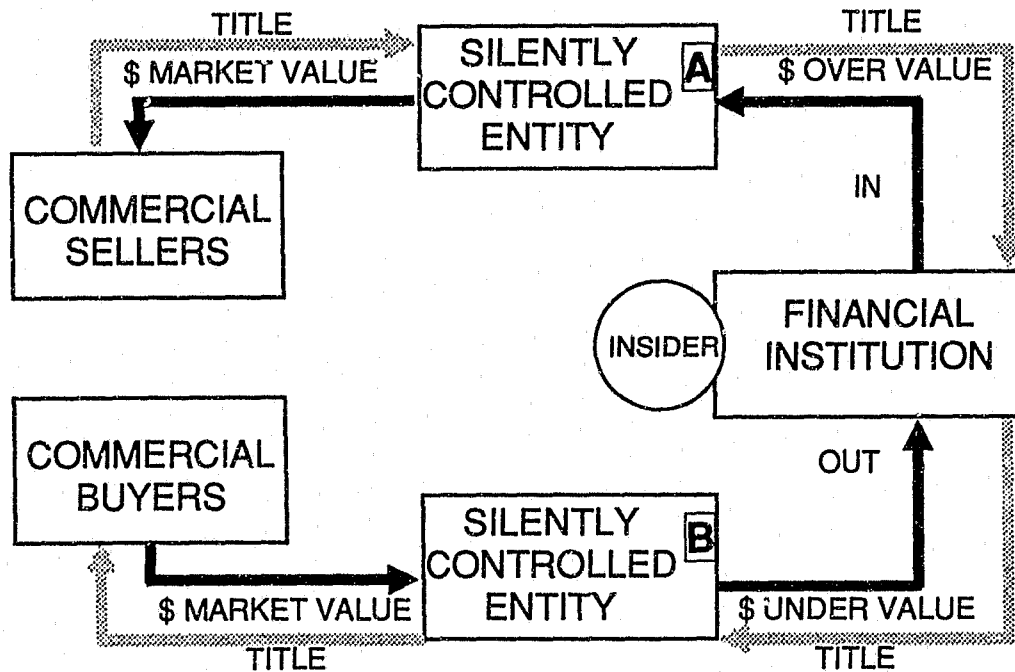 TITLE
$ MARKET VALUE
SILENTLY
CONTROLLED
ENTITY
A
TITLE
$ OVER VALUE
COMMERCIAL
SELLERS
IN
INSIDER
FINANCIAL
INSTITUTION
COMMERCIAL
BUYERS
OUT
SILENTLY
CONTROLLED
ENTITY
B
$ MARKET VALUE
TITLE
$ UNDER VALUE
TITLE